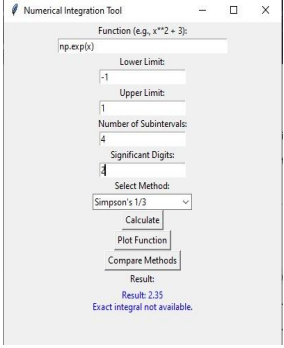 Numerical Integration Tool
Function (e.g., x**2 + 3):
np.exp(x)
Lower Limit:
-1
Upper Limit:
1
Number of Subintervals:
4
Significant Digits:
2
Select Method:
Simpson's 1/3
Calculate
Plot Function
Compare Methods
Result:
Result: 2.35
Exact integral not available.